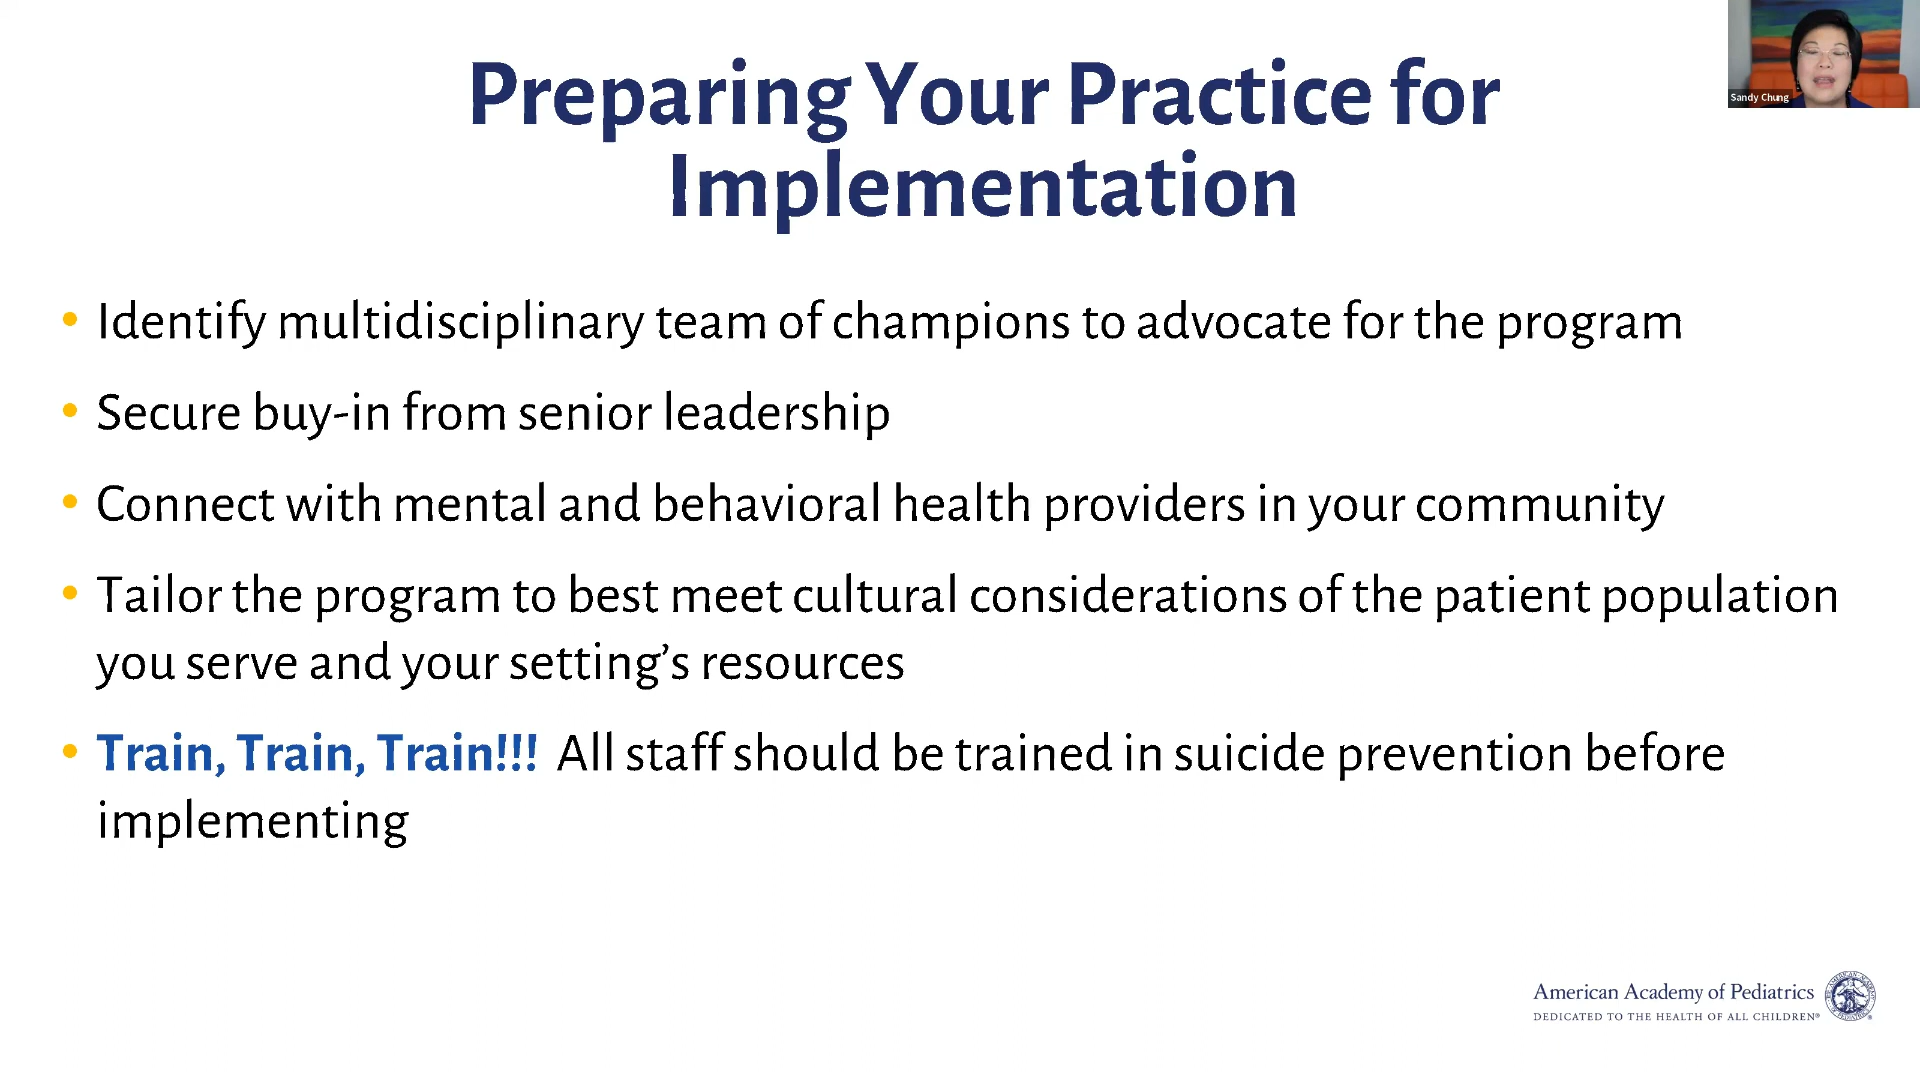 Preparing Your Practice for
Implementation
Sandy Chung
• Identify multidisciplinary team of champions to advocate for the program
• Secure buy-in from senior leadership
• Connect with mental and behavioral health providers in your community
• Tailor the program to best meet cultural considerations of the patient population
you serve and your setting’s resources
• Train, Train, Train!!! All staff should be trained in suicide prevention before
implementing
American Academy of Pediatrics
DEDICATED TO THE HEALTH OF ALL CHILDREN®